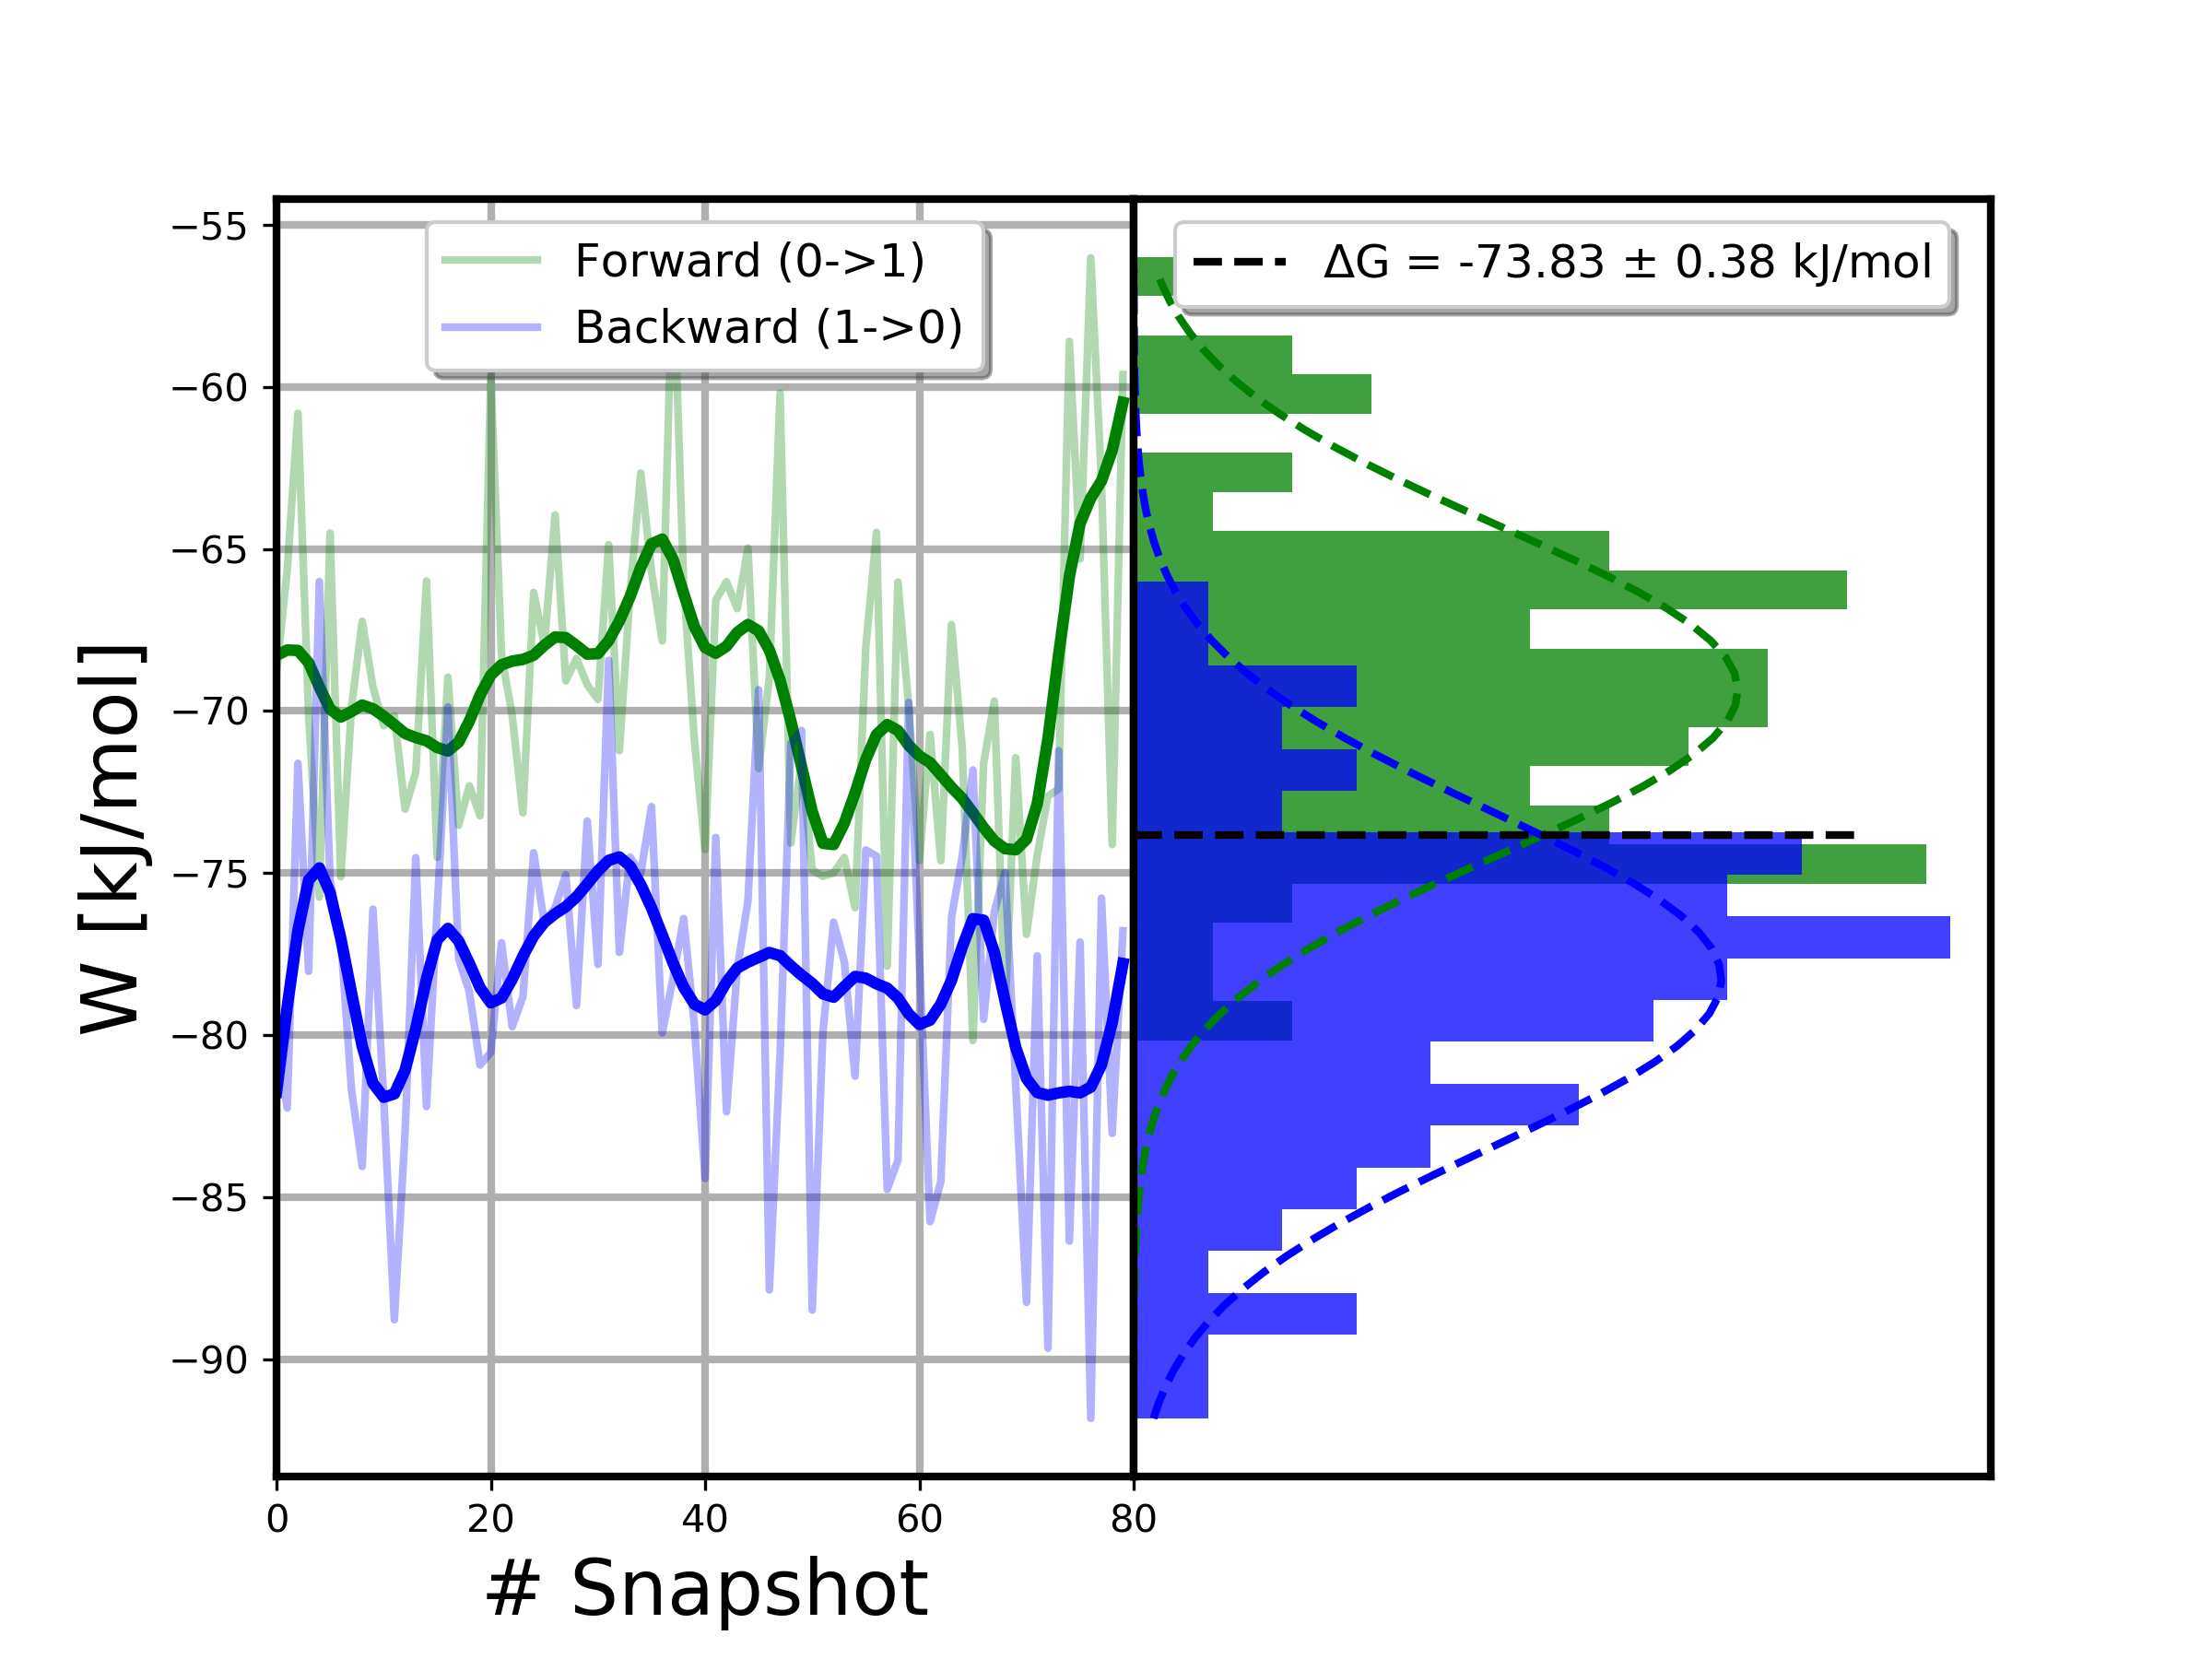 Forward (0->1)
Backward (1->0)
ΔG = -73.83 ± 0.38 kJ/mol
W [kJ/mol]
−55
−60
−65
−70
−75
−80
−85
−90
0 20 40 60 80
# Snapshot